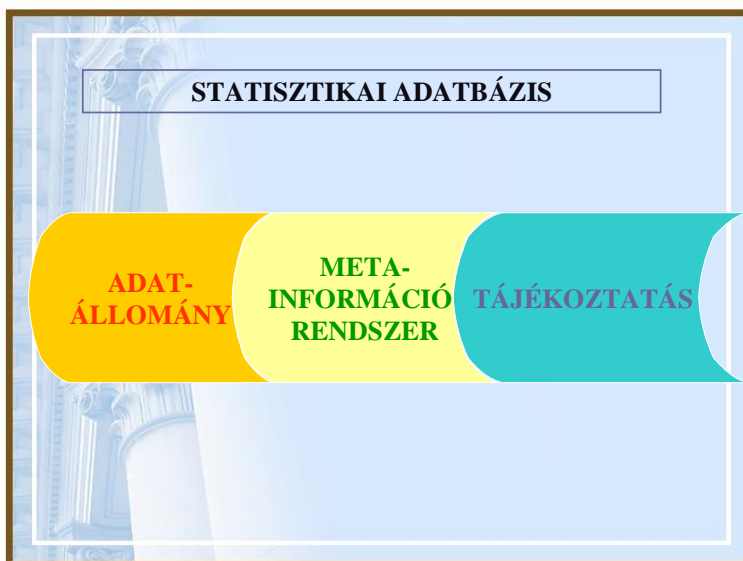 STATISZTIKAI ADATBÁZIS
ADAT-
ÁLLOMÁNY
META-
INFORMÁCIÓ
RENDSZER
TÁJÉKOZTATÁS